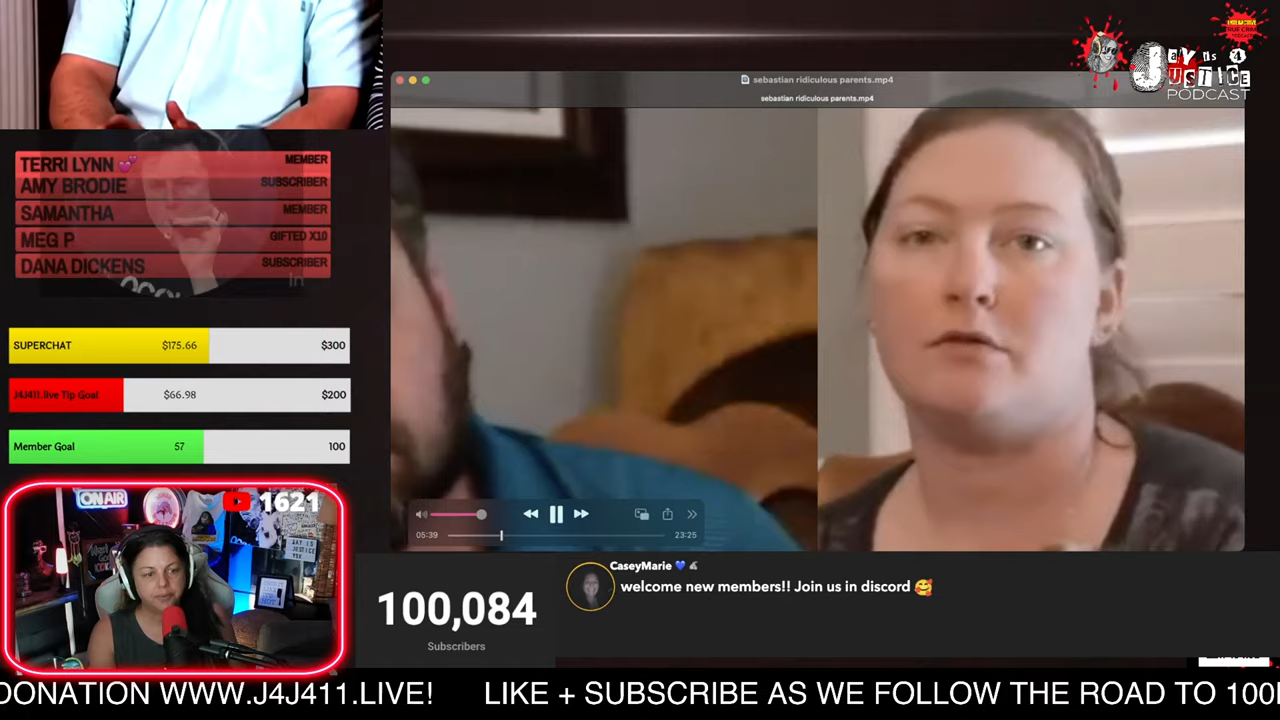 sebastian ridiculous parents.mp4
sebastian ridiculous parents.mp4
JAY IS 4
JUSTICE
PODCAST
TERRI LYNN 💕 MEMBER
AMY BRODIE SUBSCRIBER
SAMANTHA MEMBER
MEG P GIFTED X10
DANA DICKENS SUBSCRIBER
SUPERCHAT $175.66 $300
J4J411.live Tip Goal $66.98 $200
Member Goal 57 100
ON AIR
1621
05:39 23:25
CaseyMarie 💙
welcome new members!! Join us in discord 🥰
100,084
Subscribers
DONATION WWW.J4J411.LIVE! LIKE + SUBSCRIBE AS WE FOLLOW THE ROAD TO 100